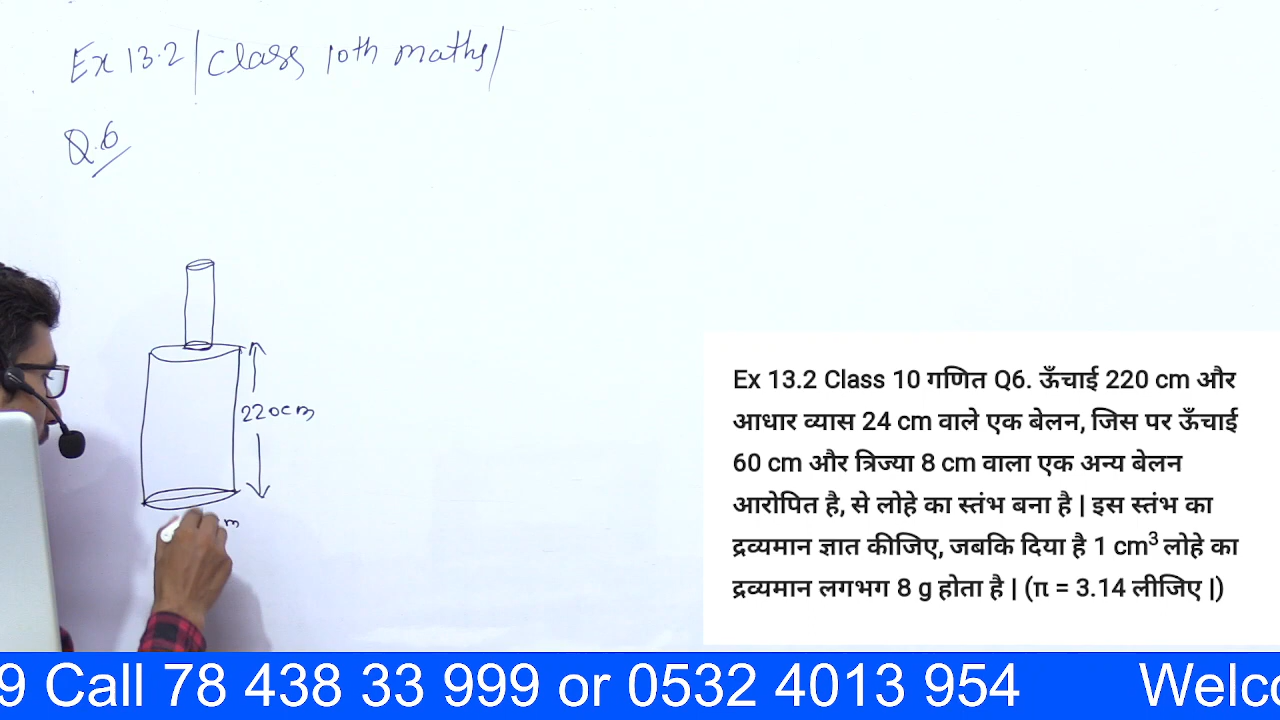 Ex 13.2 | Class 10th maths |
Q.6
220cm
m
Ex 13.2 Class 10 गणित Q6. ऊँचाई 220 cm और
आधार व्यास 24 cm वाले एक बेलन, जिस पर ऊँचाई
60 cm और त्रिज्या 8 cm वाला एक अन्य बेलन
आरोपित है, से लोहे का स्तंभ बना है | इस स्तंभ का
द्रव्यमान ज्ञात कीजिए, जबकि दिया है 1 cm³ लोहे का
द्रव्यमान लगभग 8 g होता है | (π = 3.14 लीजिए |)
9 Call 78 438 33 999 or 0532 4013 954 Welc